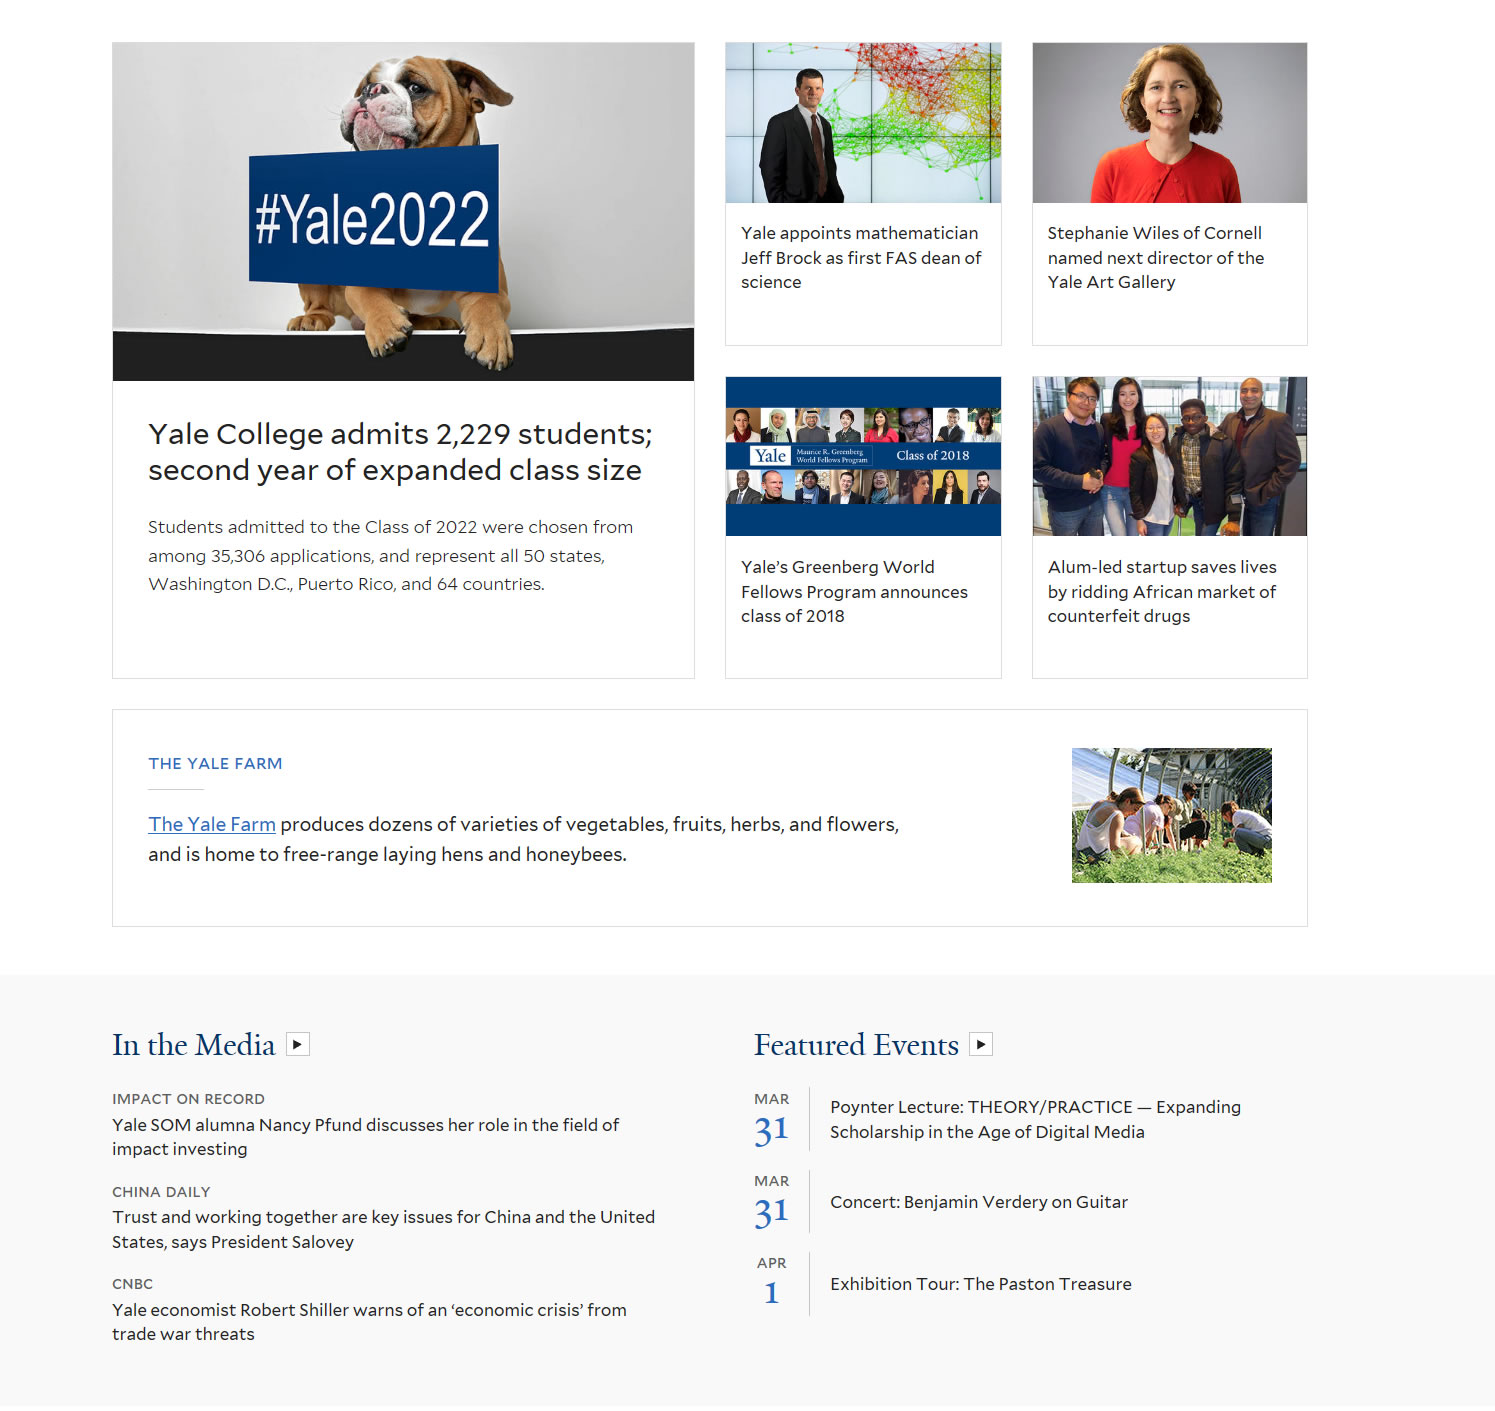 #Yale2022
Yale College admits 2,229 students;
second year of expanded class size
Students admitted to the Class of 2022 were chosen from
among 35,306 applications, and represent all 50 states,
Washington D.C., Puerto Rico, and 64 countries.
Yale appoints mathematician
Jeff Brock as first FAS dean of
science
Stephanie Wiles of Cornell
named next director of the
Yale Art Gallery
Yale
Maurice R. Greenberg
World Fellows Program
Class of 2018
Yale’s Greenberg World
Fellows Program announces
class of 2018
Alum-led startup saves lives
by ridding African market of
counterfeit drugs
THE YALE FARM
The Yale Farm produces dozens of varieties of vegetables, fruits, herbs, and flowers,
and is home to free-range laying hens and honeybees.
In the Media
IMPACT ON RECORD
Yale SOM alumna Nancy Pfund discusses her role in the field of
impact investing
CHINA DAILY
Trust and working together are key issues for China and the United
States, says President Salovey
CNBC
Yale economist Robert Shiller warns of an ‘economic crisis’ from
trade war threats
Featured Events
MAR
31
Poynter Lecture: THEORY/PRACTICE — Expanding
Scholarship in the Age of Digital Media
MAR
31
Concert: Benjamin Verdery on Guitar
APR
1
Exhibition Tour: The Paston Treasure